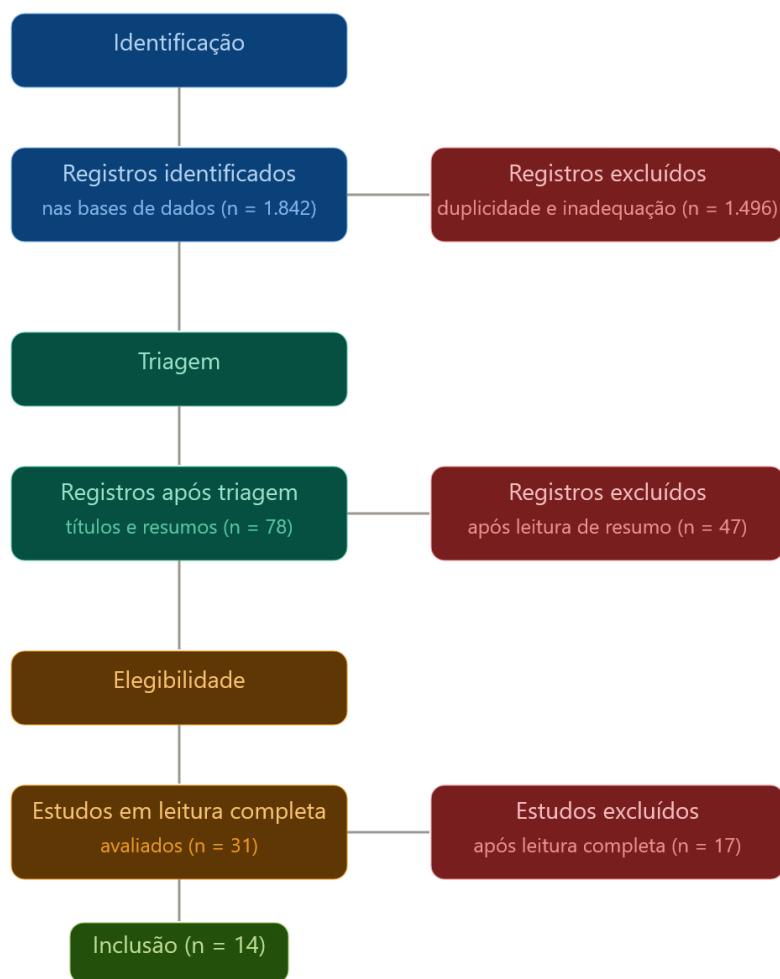 Identificação
Registros identificados
nas bases de dados (n = 1.842)
Registros excluídos
duplicidade e inadequação (n = 1.496)
Triagem
Registros após triagem
títulos e resumos (n = 78)
Registros excluídos
após leitura de resumo (n = 47)
Elegibilidade
Estudos em leitura completa
avaliados (n = 31)
Estudos excluídos
após leitura completa (n = 17)
Inclusão (n = 14)